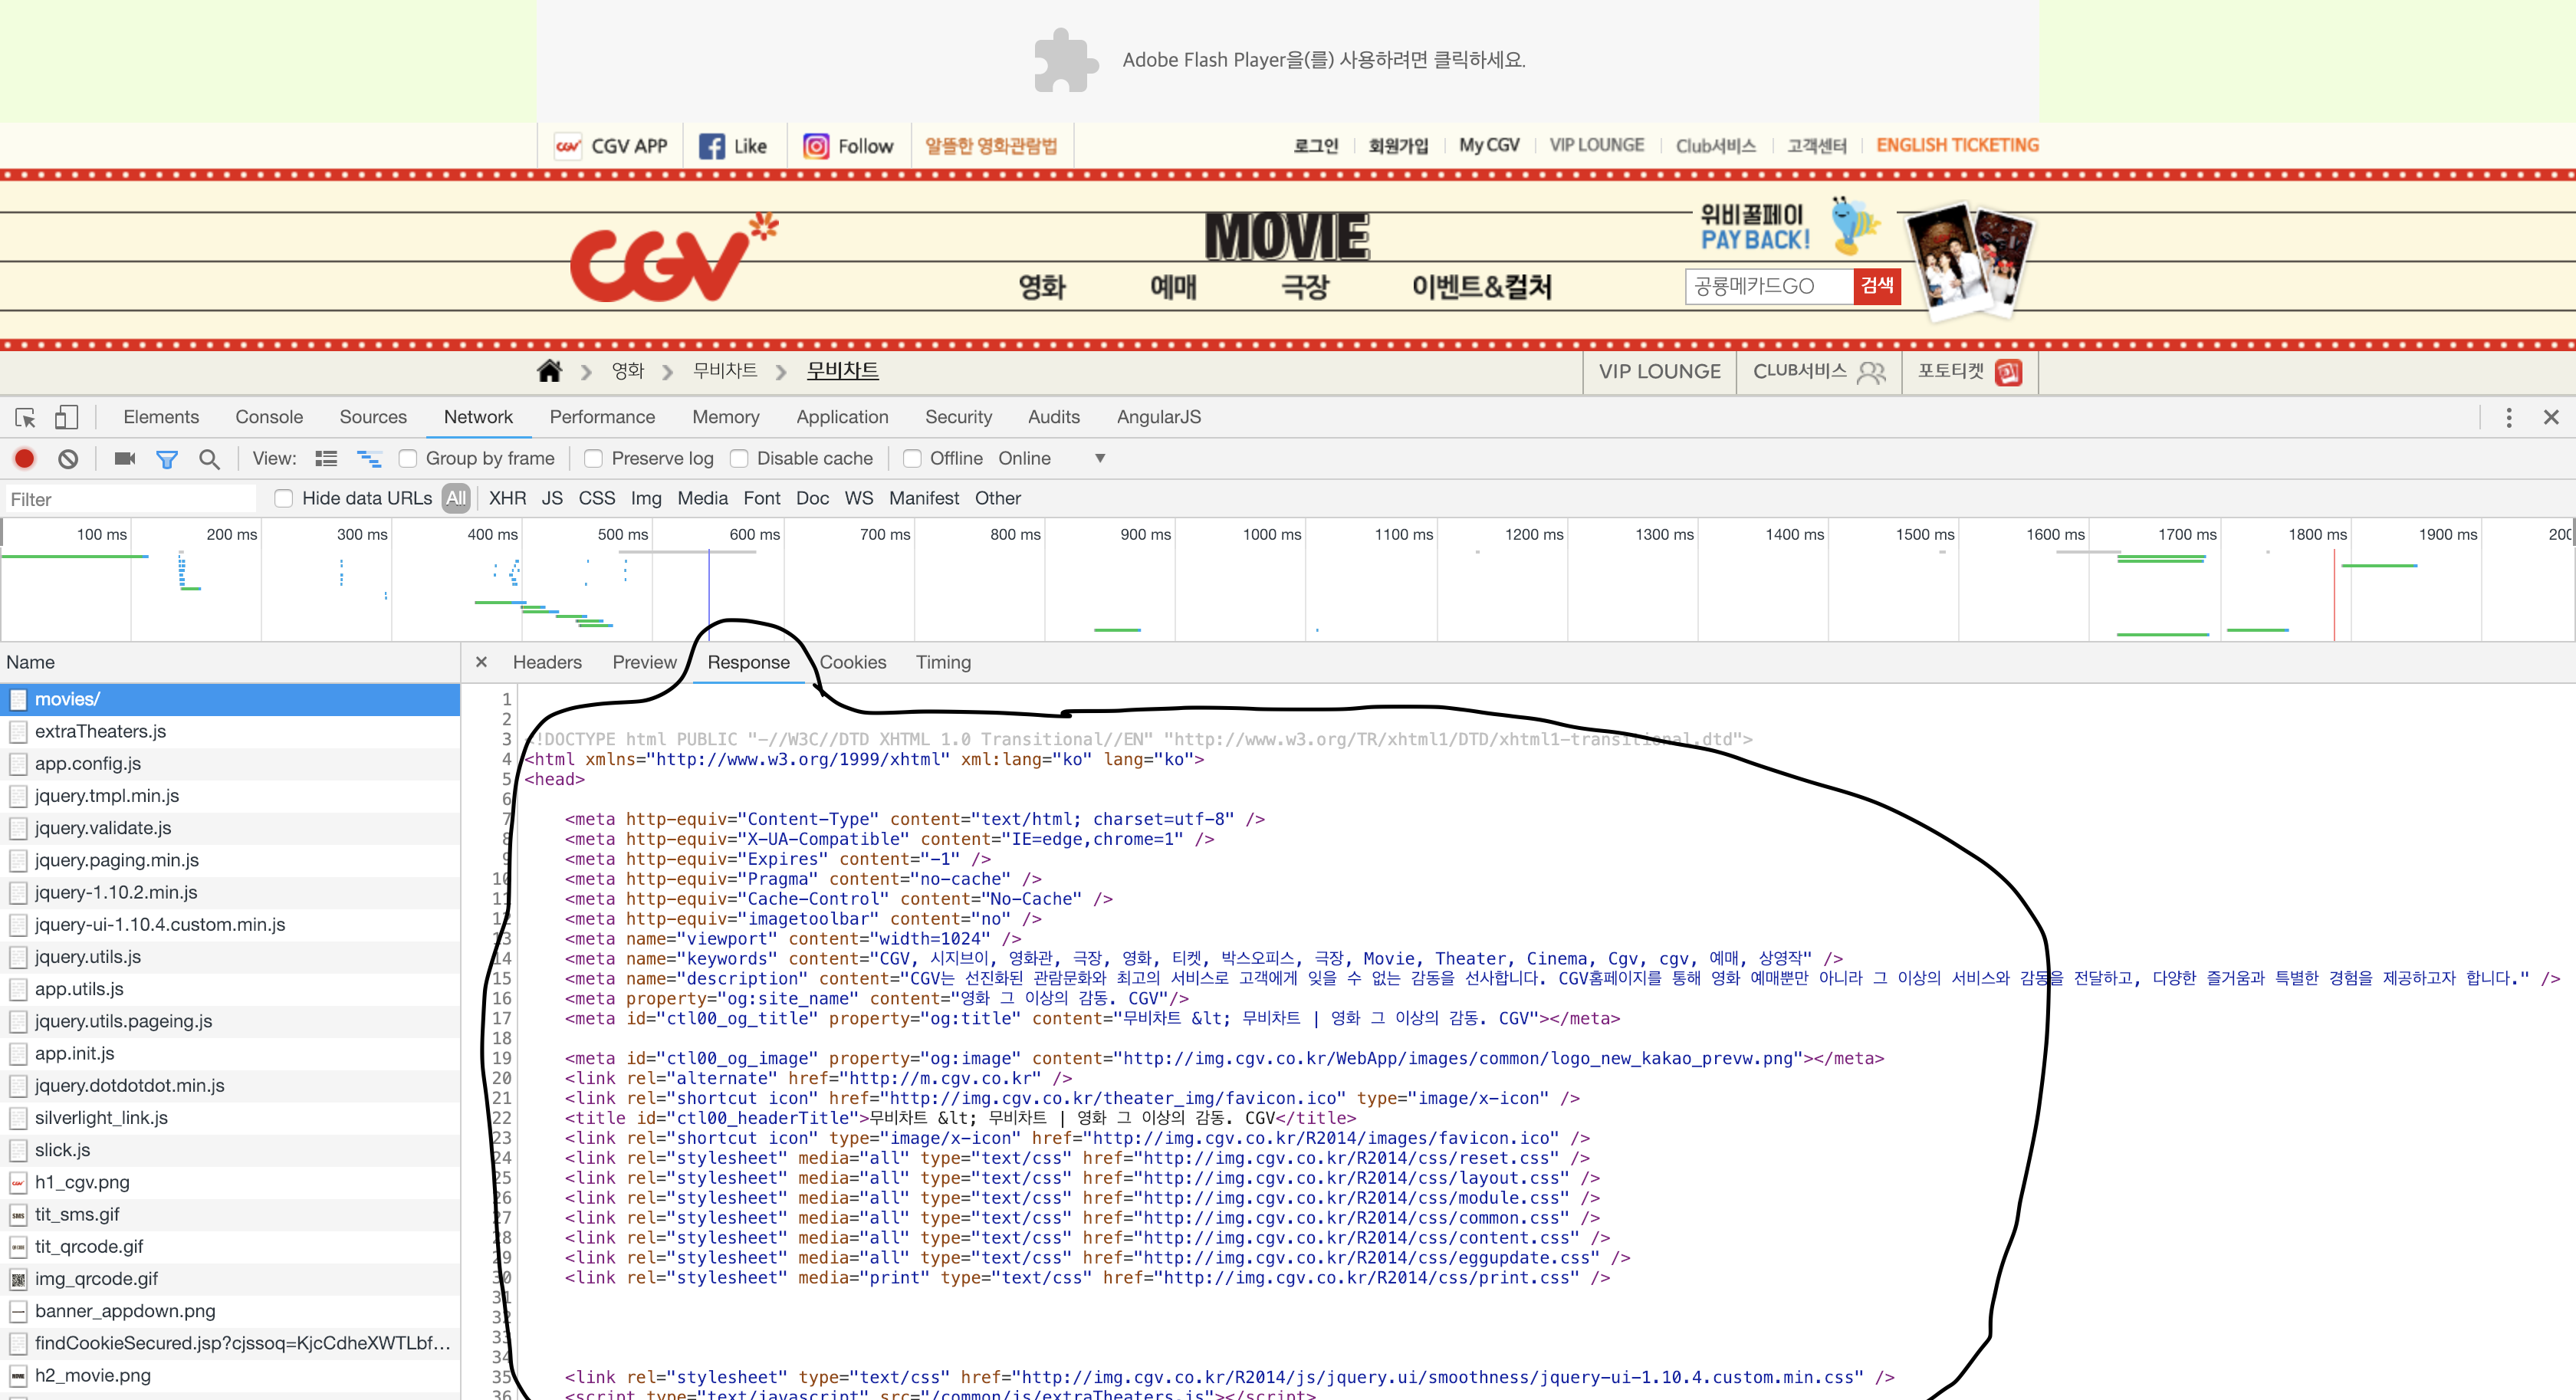 Adobe Flash Player을(를) 사용하려면 클릭하세요.
CGV APP Like Follow 알뜰한 영화관람법 로그인 회원가입 My CGV VIP LOUNGE Club서비스 고객센터 ENGLISH TICKETING
CGV MOVIE 위비꿀페이
PAY BACK!
영화 예매 극장 이벤트&컬처 공룡메카드GO 검색
영화 무비차트 무비차트 VIP LOUNGE CLUB서비스 포토티켓
Elements Console Sources Network Performance Memory Application Security Audits AngularJS
View: Group by frame Preserve log Disable cache Offline Online
Filter Hide data URLs All XHR JS CSS Img Media Font Doc WS Manifest Other
100 ms 200 ms 300 ms 400 ms 500 ms 600 ms 700 ms 800 ms 900 ms 1000 ms 1100 ms 1200 ms 1300 ms 1400 ms 1500 ms 1600 ms 1700 ms 1800 ms 1900 ms 200
Name
movies/
extraTheaters.js
app.config.js
jquery.tmpl.min.js
jquery.validate.js
jquery.paging.min.js
jquery-1.10.2.min.js
jquery-ui-1.10.4.custom.min.js
jquery.utils.js
app.utils.js
jquery.utils.pageing.js
app.init.js
jquery.dotdotdot.min.js
silverlight_link.js
slick.js
h1_cgv.png
tit_sms.gif
tit_qrcode.gif
img_qrcode.gif
banner_appdown.png
findCookieSecured.jsp?cjssoq=KjcCdheXWTLbf...
h2_movie.png
Headers Preview Response Cookies Timing
1
2
3 <!DOCTYPE html PUBLIC "-//W3C//DTD XHTML 1.0 Transitional//EN" "http://www.w3.org/TR/xhtml1/DTD/xhtml1-transitional.dtd">
4 <html xmlns="http://www.w3.org/1999/xhtml" xml:lang="ko" lang="ko">
5 <head>
6
7 <meta http-equiv="Content-Type" content="text/html; charset=utf-8" />
8 <meta http-equiv="X-UA-Compatible" content="IE=edge,chrome=1" />
9 <meta http-equiv="Expires" content="-1" />
10 <meta http-equiv="Pragma" content="no-cache" />
11 <meta http-equiv="Cache-Control" content="No-Cache" />
12 <meta http-equiv="imagetoolbar" content="no" />
13 <meta name="viewport" content="width=1024" />
14 <meta name="keywords" content="CGV, 시지브이, 영화관, 극장, 영화, 티켓, 박스오피스, 극장, Movie, Theater, Cinema, Cgv, cgv, 예매, 상영작" />
15 <meta name="description" content="CGV는 선진화된 관람문화와 최고의 서비스로 고객에게 잊을 수 없는 감동을 선사합니다. CGV홈페이지를 통해 영화 예매뿐만 아니라 그 이상의 서비스와 감동을 전달하고, 다양한 즐거움과 특별한 경험을 제공하고자 합니다." />
16 <meta property="og:site_name" content="영화 그 이상의 감동. CGV"/>
17 <meta id="ctl00_og_title" property="og:title" content="무비차트 &lt; 무비차트 | 영화 그 이상의 감동. CGV"></meta>
18
19 <meta id="ctl00_og_image" property="og:image" content="http://img.cgv.co.kr/WebApp/images/common/logo_new_kakao_prevw.png"></meta>
20 <link rel="alternate" href="http://m.cgv.co.kr" />
21 <link rel="shortcut icon" href="http://img.cgv.co.kr/theater_img/favicon.ico" type="image/x-icon" />
22 <title id="ctl00_headerTitle">무비차트 &lt; 무비차트 | 영화 그 이상의 감동. CGV</title>
23 <link rel="shortcut icon" type="image/x-icon" href="http://img.cgv.co.kr/R2014/images/favicon.ico" />
24 <link rel="stylesheet" media="all" type="text/css" href="http://img.cgv.co.kr/R2014/css/reset.css" />
25 <link rel="stylesheet" media="all" type="text/css" href="http://img.cgv.co.kr/R2014/css/layout.css" />
26 <link rel="stylesheet" media="all" type="text/css" href="http://img.cgv.co.kr/R2014/css/module.css" />
27 <link rel="stylesheet" media="all" type="text/css" href="http://img.cgv.co.kr/R2014/css/common.css" />
28 <link rel="stylesheet" media="all" type="text/css" href="http://img.cgv.co.kr/R2014/css/content.css" />
29 <link rel="stylesheet" media="all" type="text/css" href="http://img.cgv.co.kr/R2014/css/eggupdate.css" />
30 <link rel="stylesheet" media="print" type="text/css" href="http://img.cgv.co.kr/R2014/css/print.css" />
31
32
33
34
35 <link rel="stylesheet" type="text/css" href="http://img.cgv.co.kr/R2014/js/jquery.ui/smoothness/jquery-ui-1.10.4.custom.min.css" />
36 <script type="text/javascript" src="/common/js/extraTheaters.js"></script>